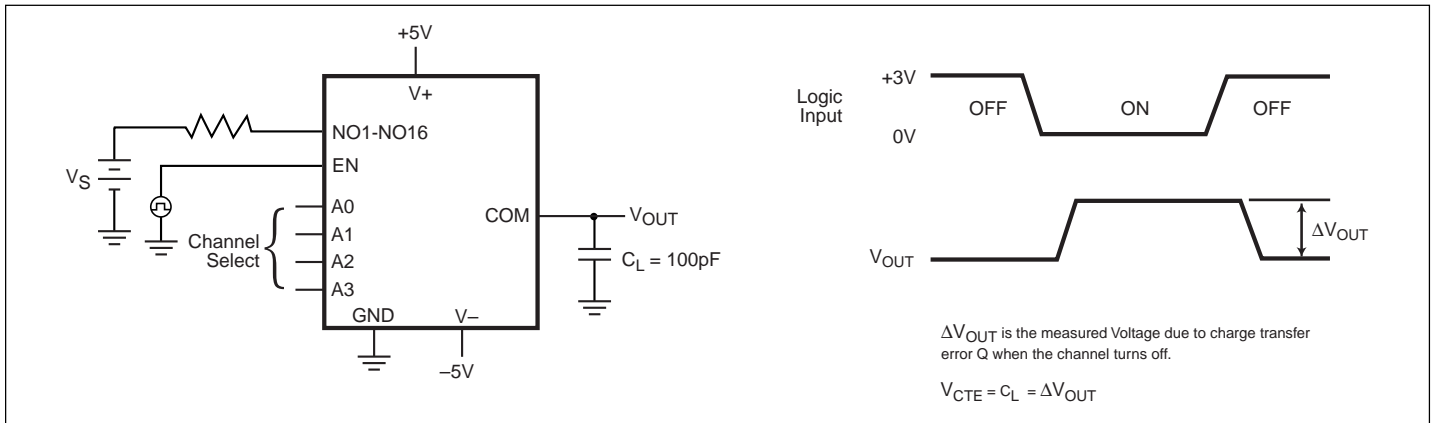 +5V
V+
NO1-NO16
EN
VS
A0
A1
A2
A3
Channel
Select
COM
VOUT
CL = 100pF
GND
V–
–5V
Logic
Input
+3V
0V
OFF
ON
OFF
VOUT
ΔVOUT
ΔVOUT is the measured Voltage due to charge transfer
error Q when the channel turns off.
VCTE = CL = ΔVOUT